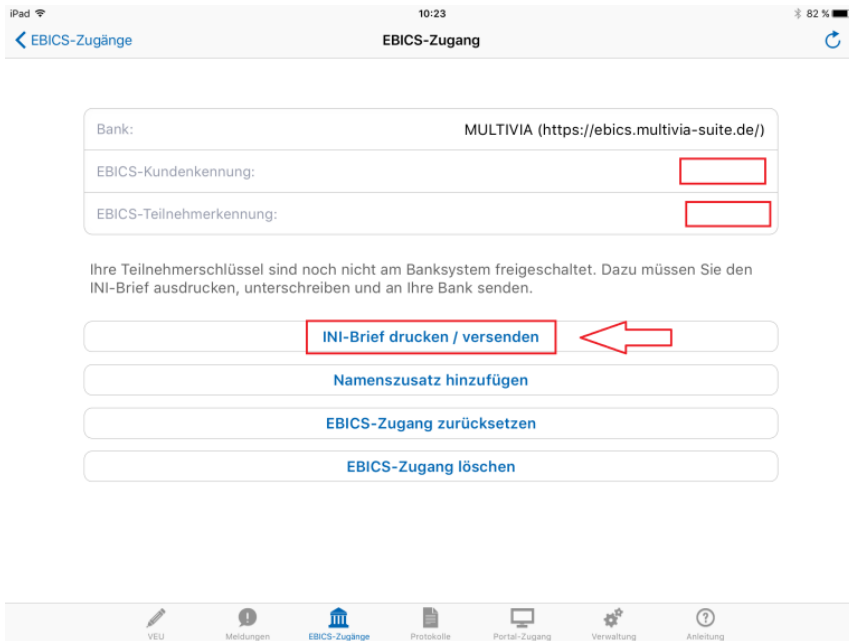 iPad 10:23 82 %
EBICS-Zugänge EBICS-Zugang
Bank: MULTIVIA (https://ebics.multivia-suite.de/)
EBICS-Kundenkennung:
EBICS-Teilnehmerkennung:
Ihre Teilnehmerschlüssel sind noch nicht am Banksystem freigeschaltet. Dazu müssen Sie den
INI-Brief ausdrucken, unterschreiben und an Ihre Bank senden.
INI-Brief drucken / versenden
Namenszusatz hinzufügen
EBICS-Zugang zurücksetzen
EBICS-Zugang löschen
VEU Meldungen EBICS-Zugänge Protokolle Portal-Zugang Verwaltung Anleitung